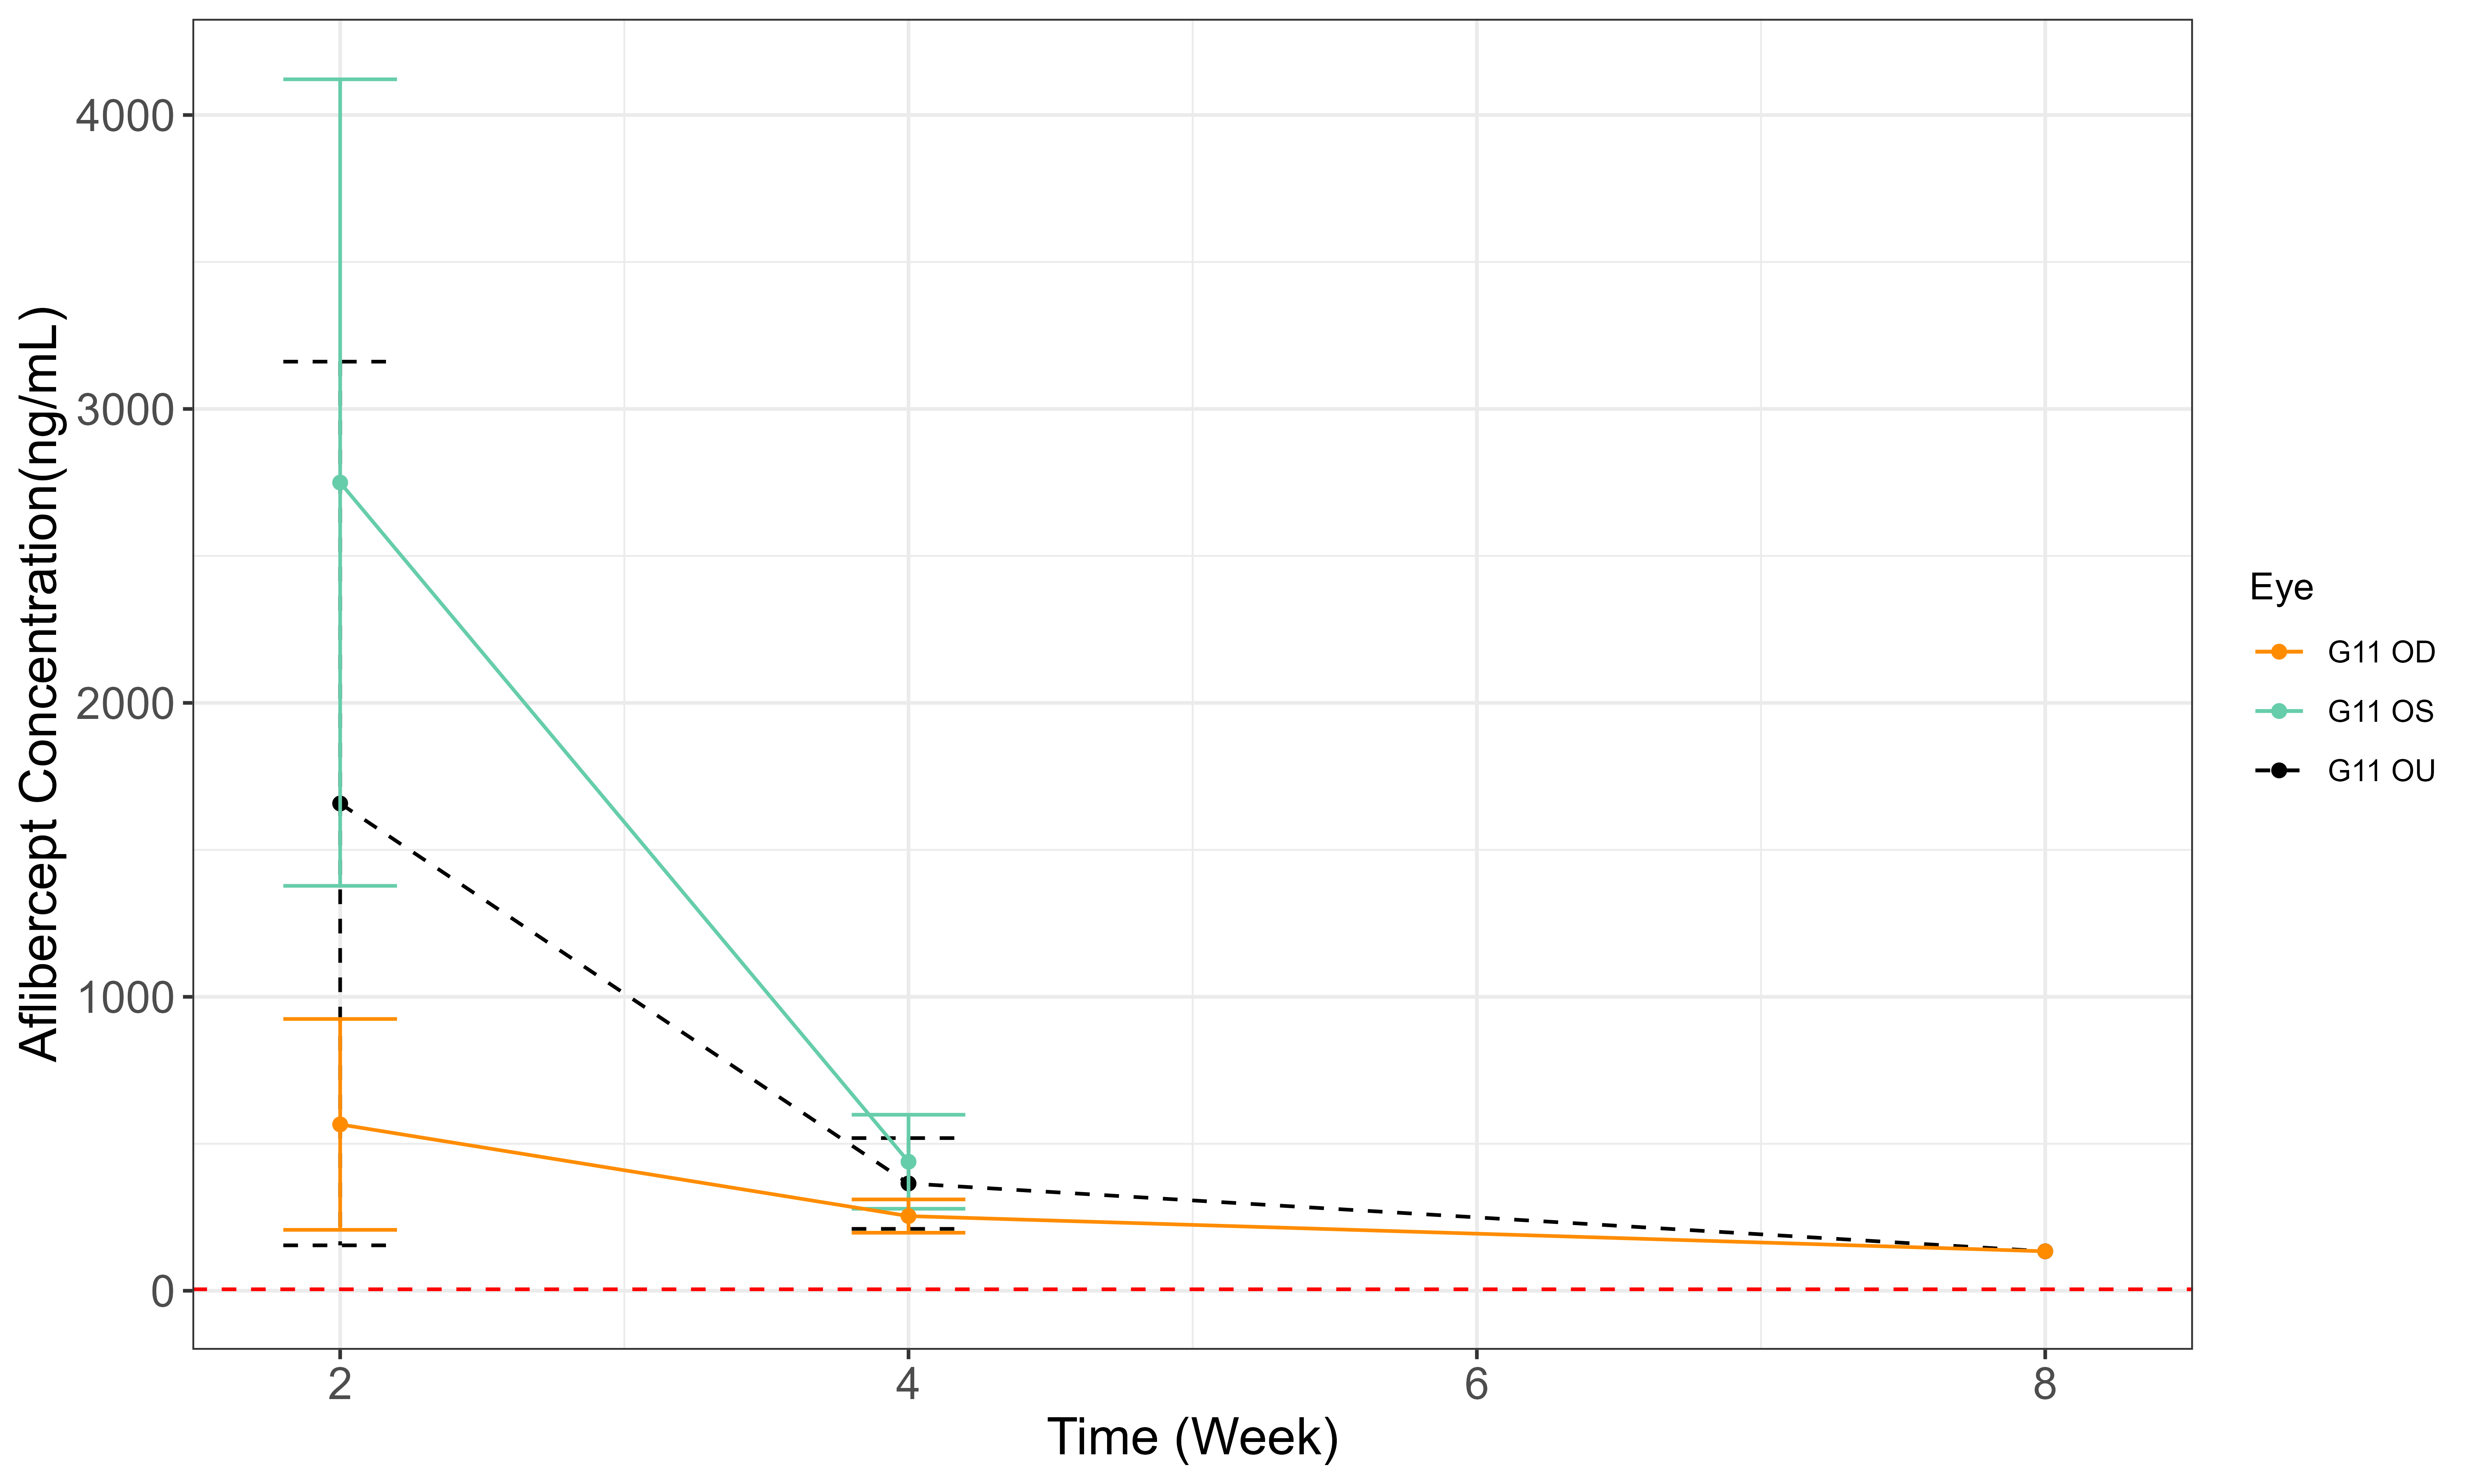 Aflibercept Concentration(ng/mL)
4000
3000
2000
1000
0
2 4 6 8
Time (Week)
Eye
G11 OD
G11 OS
G11 OU